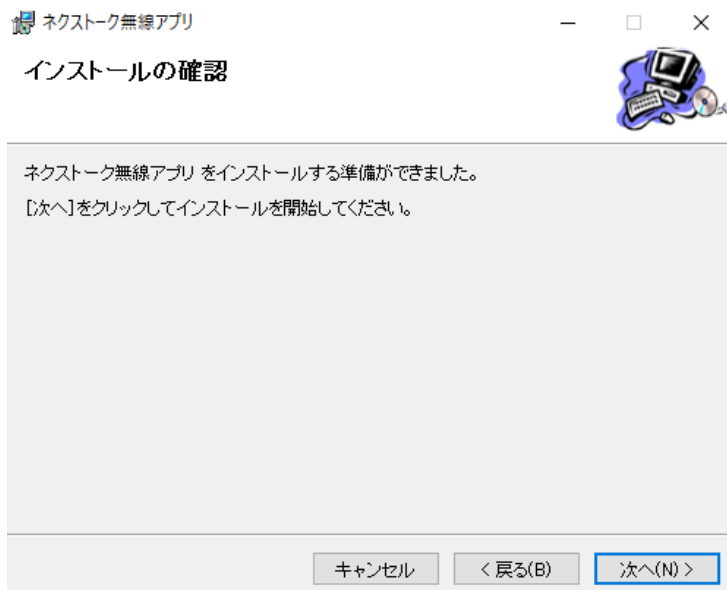 ネクストーク無線アプリ
インストールの確認
ネクストーク無線アプリ をインストールする準備ができました。
[次へ]をクリックしてインストールを開始してください。
キャンセル
< 戻る(B)
次へ(N) >